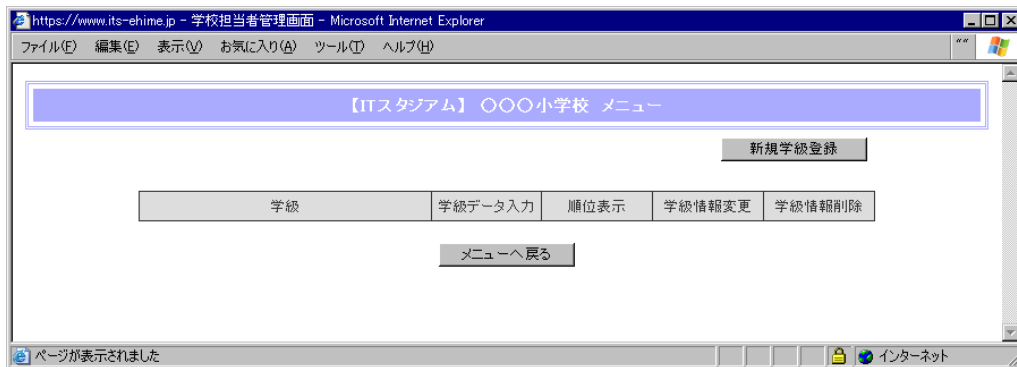 https://www.its-ehime.jp - 学校担当者管理画面 - Microsoft Internet Explorer
ファイル(F) 編集(E) 表示(V) お気に入り(A) ツール(T) ヘルプ(H)
【ITスタジアム】 〇〇〇小学校 メニュー
新規学級登録
学級 学級データ入力 順位表示 学級情報変更 学級情報削除
メニューへ戻る
ページが表示されました インターネット